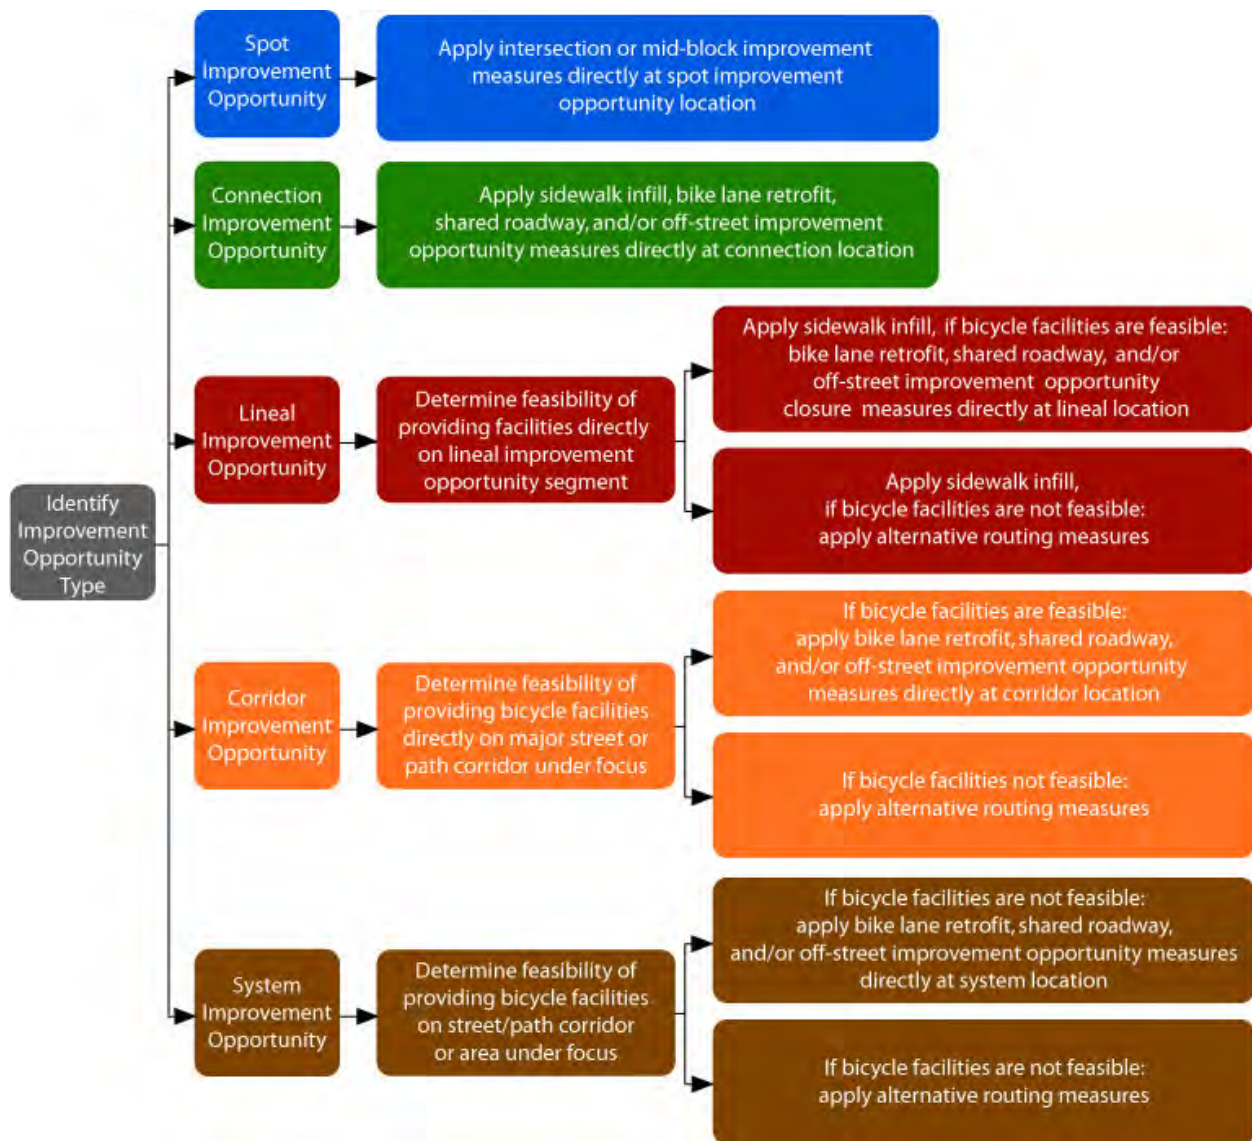 Identify
Improvement
Opportunity
Type
Spot
Improvement
Opportunity
Apply intersection or mid-block improvement
measures directly at spot improvement
opportunity location
Connection
Improvement
Opportunity
Apply sidewalk infill, bike lane retrofit,
shared roadway, and/or off-street improvement
opportunity measures directly at connection location
Lineal
Improvement
Opportunity
Determine feasibility of
providing facilities directly
on lineal improvement
opportunity segment
Apply sidewalk infill, if bicycle facilities are feasible:
bike lane retrofit, shared roadway, and/or
off-street improvement opportunity
closure measures directly at lineal location
Apply sidewalk infill,
if bicycle facilities are not feasible:
apply alternative routing measures
Corridor
Improvement
Opportunity
Determine feasibility of
providing bicycle facilities
directly on major street or
path corridor under focus
If bicycle facilities are feasible:
apply bike lane retrofit, shared roadway,
and/or off-street improvement opportunity
measures directly at corridor location
If bicycle facilities not feasible:
apply alternative routing measures
System
Improvement
Opportunity
Determine feasibility of
providing bicycle facilities
on street/path corridor
or area under focus
If bicycle facilities are not feasible:
apply bike lane retrofit, shared roadway,
and/or off-street improvement opportunity measures
directly at system location
If bicycle facilities are not feasible:
apply alternative routing measures